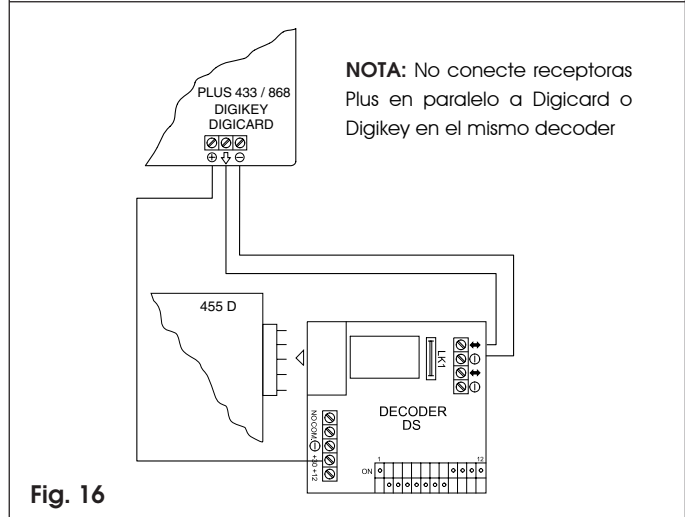 PLUS 433 / 868
DIGIKEY
DIGICARD
NOTA: No conecte receptoras
Plus en paralelo a Digicard o
Digikey en el mismo decoder
455 D
LK1
DECODER
DS
NO COM. +30 +12
ON
1 12
Fig. 16